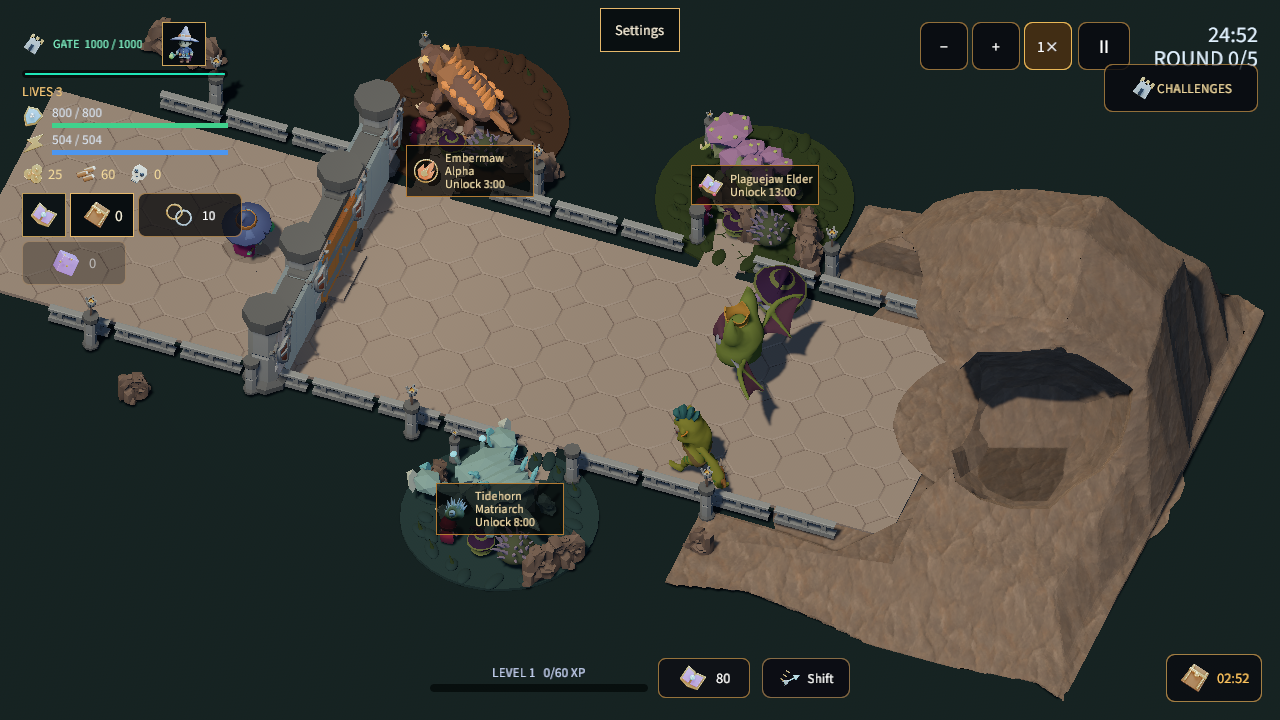 Settings
GATE 1000 / 1000
− + 1×
24:52
ROUND 0/5
CHALLENGES
LIVES 3
800 / 800
504 / 504
25 60 0
0 10
0
Embermaw
Alpha
Unlock 3:00
Plaguejaw Elder
Unlock 13:00
Tidehorn
Matriarch
Unlock 8:00
LEVEL 1 0/60 XP
80
Shift
02:52